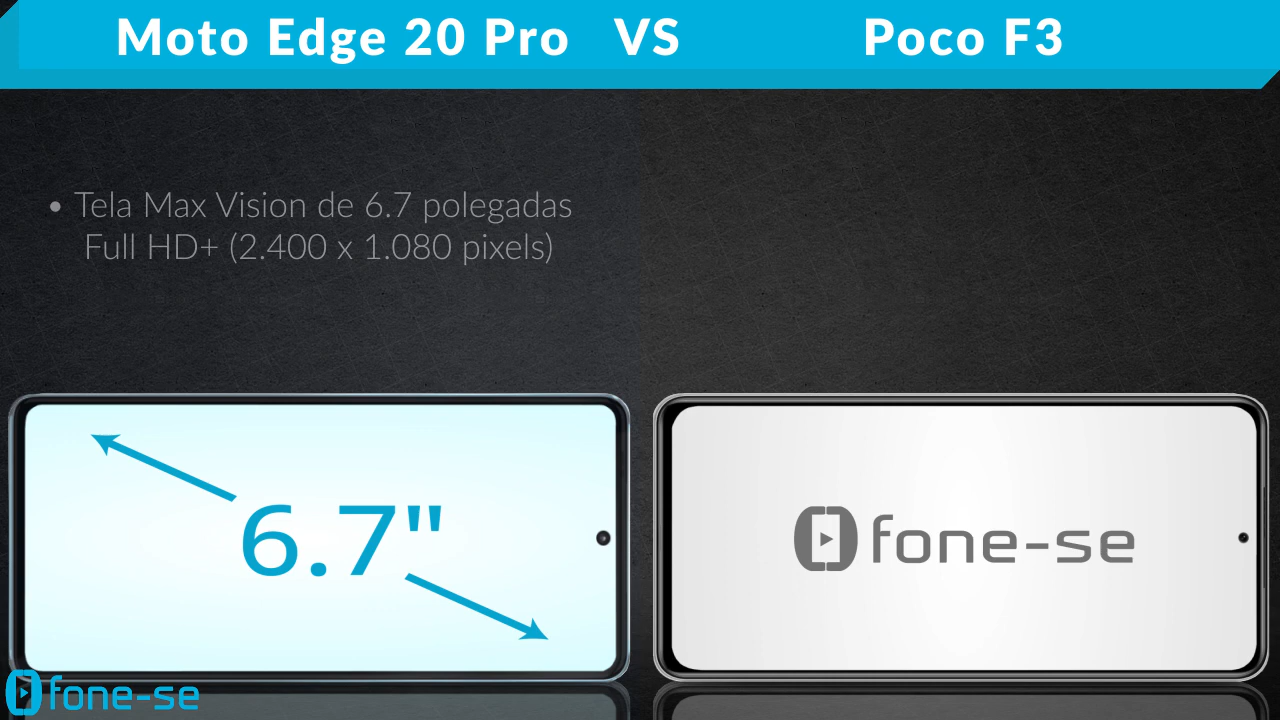 Moto Edge 20 Pro VS Poco F3
• Tela Max Vision de 6.7 polegadas
Full HD+ (2.400 x 1.080 pixels)
6.7"
fone-se
fone-se